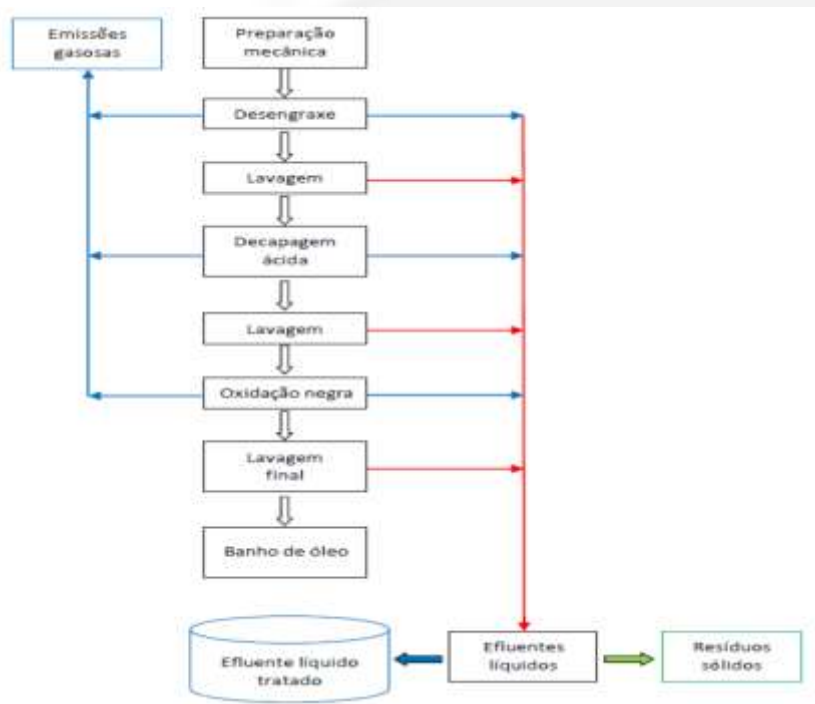 Emissões
gasosas
Preparação
mecânica
Desengraxe
Lavagem
Decapagem
ácida
Lavagem
Oxidação negra
Lavagem
final
Banho de óleo
Efluente líquido
tratado
Efluentes
líquidos
Resíduos
sólidos